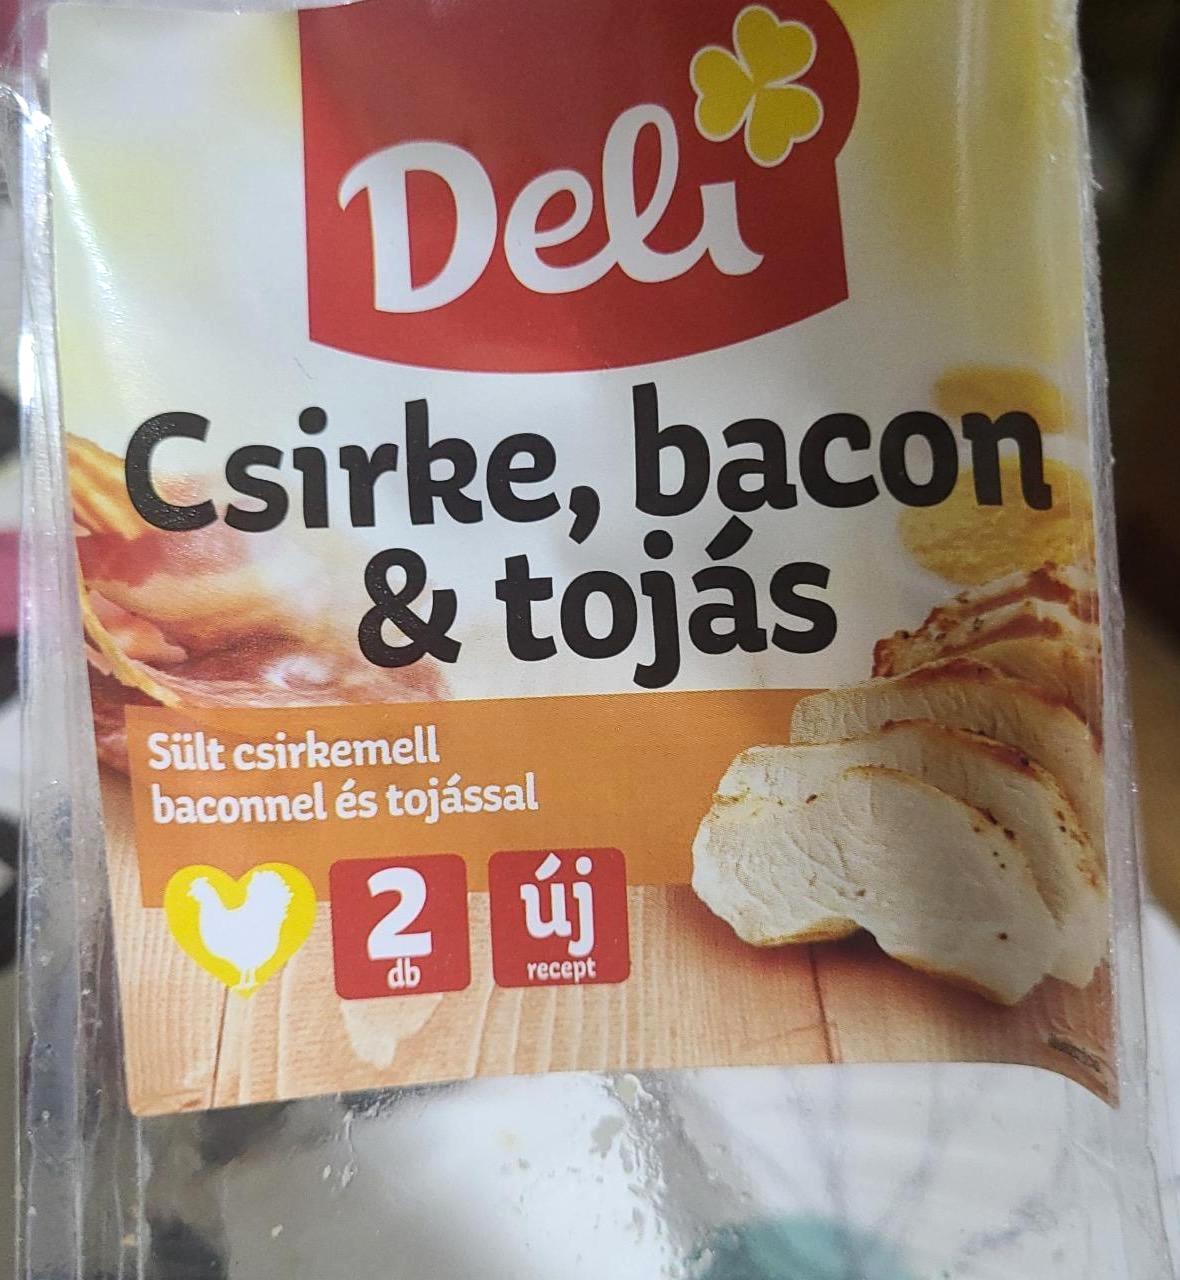 Deli
Csirke, bacon
& tojás
Sült csirkemell
baconnel és tojással
2
db
új
recept